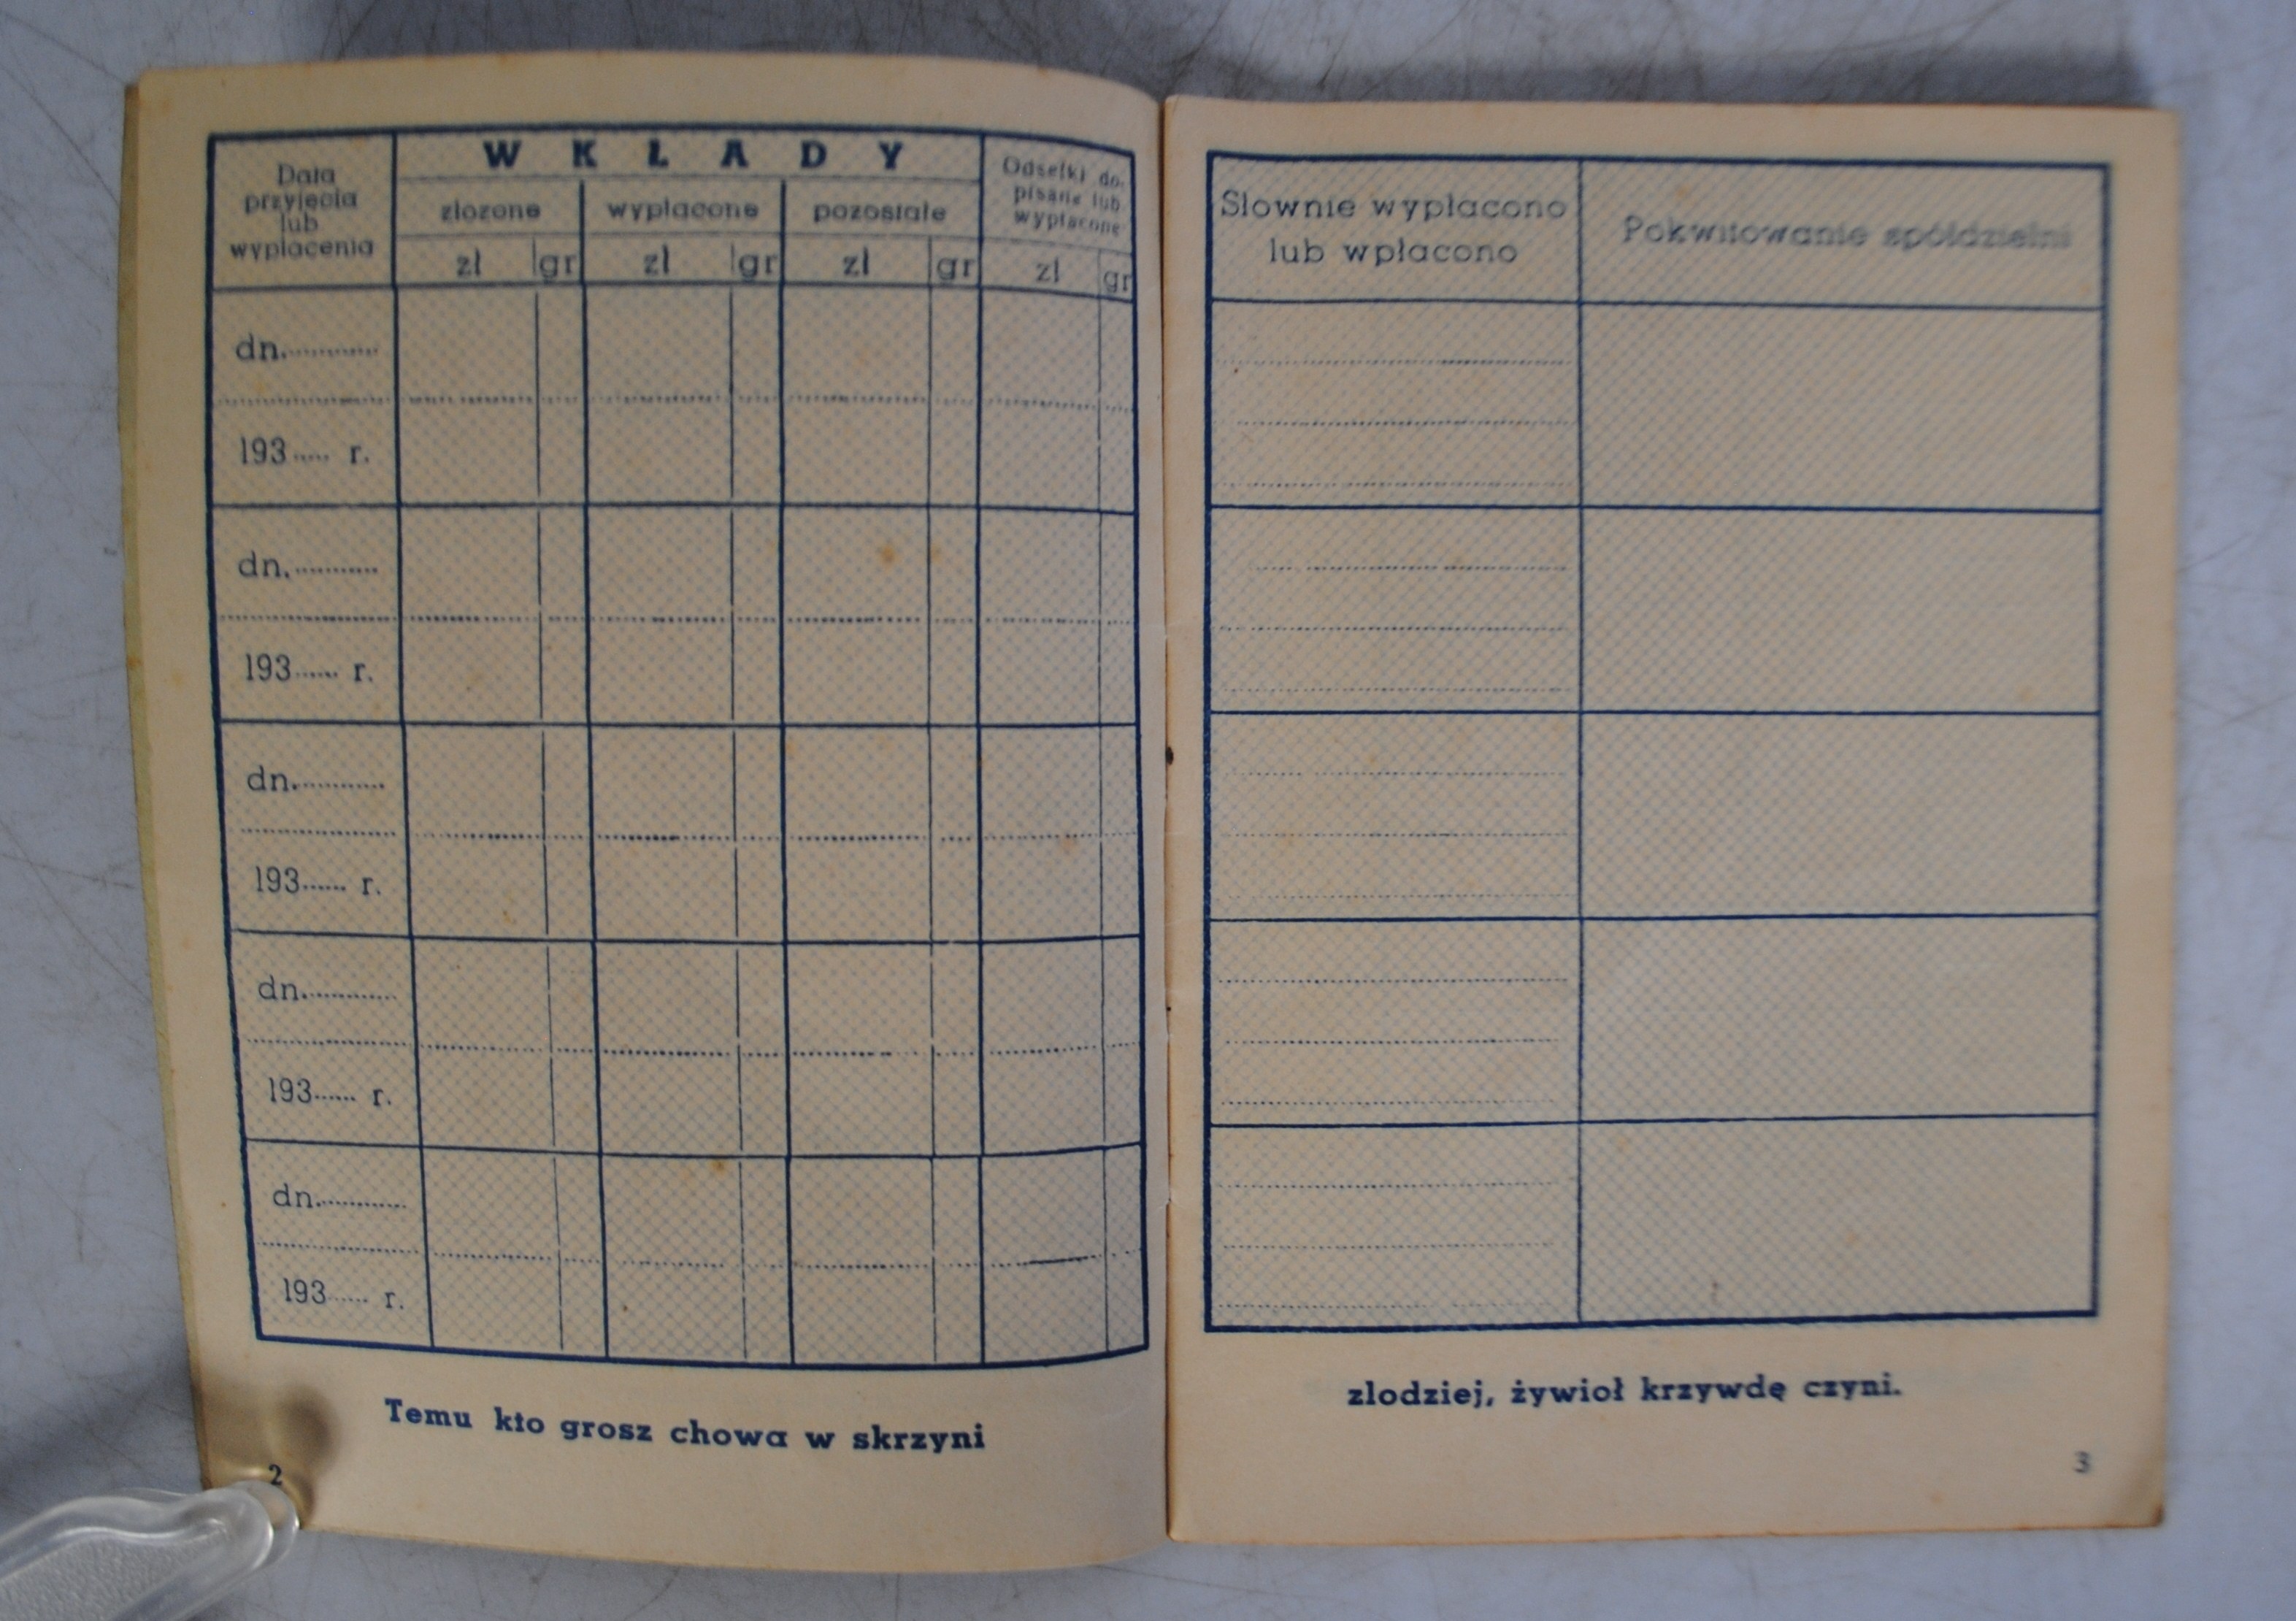 Data
przyjęcia
lub
wypłacenia
WKŁADY
złożone
wypłacone
pozostałe
Odsetki do-
pisane lub
wypłacone
zł gr zł gr zł gr zł gr
dn.
193 r.
dn.
193 r.
dn.
193 r.
dn.
193 r.
dn.
193 r.
Temu kto grosz chowa w skrzyni
2
Słownie wypłacono
lub wpłacono
Pokwitowanie spółdzielni
zlodziej, żywioł krzywdę czyni.
3